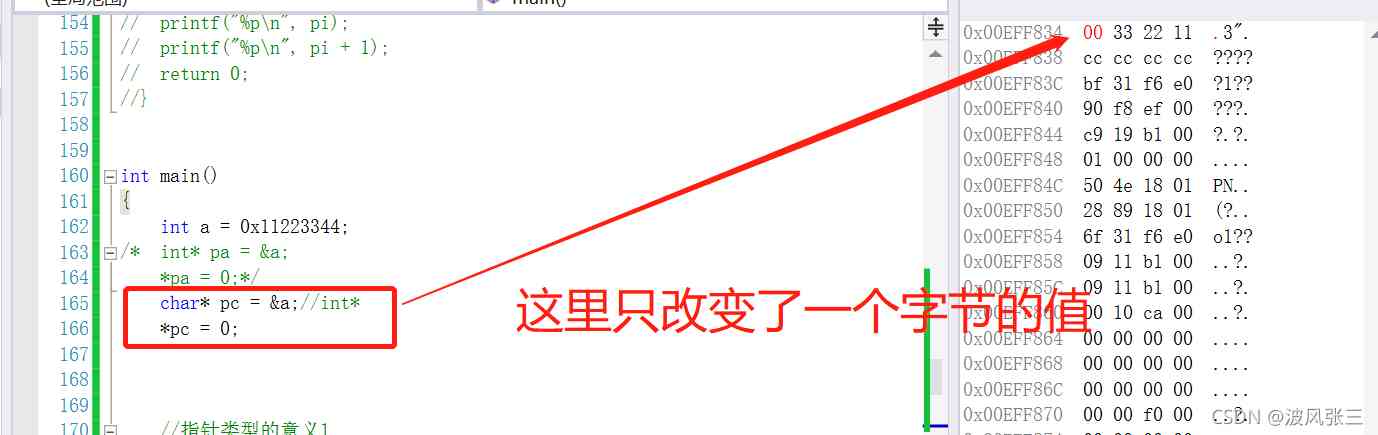 (全局范围)
main()
154 // printf("%p\n", pi);
155 // printf("%p\n", pi + 1);
156 // return 0;
157 //}
158
159
160 int main()
161 {
162 int a = 0x11223344;
163 /* int* pa = &a;
164 *pa = 0;*/
165 char* pc = &a;//int*
166 *pc = 0;
167
168
169
170 //指针类型的意义1
这里只改变了一个字节的值
0x00EFF834 00 33 22 11 .3".
0x00EFF838 cc cc cc cc ????
0x00EFF83C bf 31 f6 e0 ?1??
0x00EFF840 90 f8 ef 00 ???.
0x00EFF844 c9 19 b1 00 ?.?.
0x00EFF848 01 00 00 00 ....
0x00EFF84C 50 4e 18 01 PN..
0x00EFF850 28 89 18 01 (?..
0x00EFF854 6f 31 f6 e0 o1??
0x00EFF858 09 11 b1 00 ..?.
0x00EFF85C 09 11 b1 00 ..?.
00 10 ca 00 ..?.
0x00EFF864 00 00 00 00 ....
0x00EFF868 00 00 00 00 ....
0x00EFF86C 00 00 00 00 ....
0x00EFF870 00 00 f0 00 ..?.
CSDN @波风张三